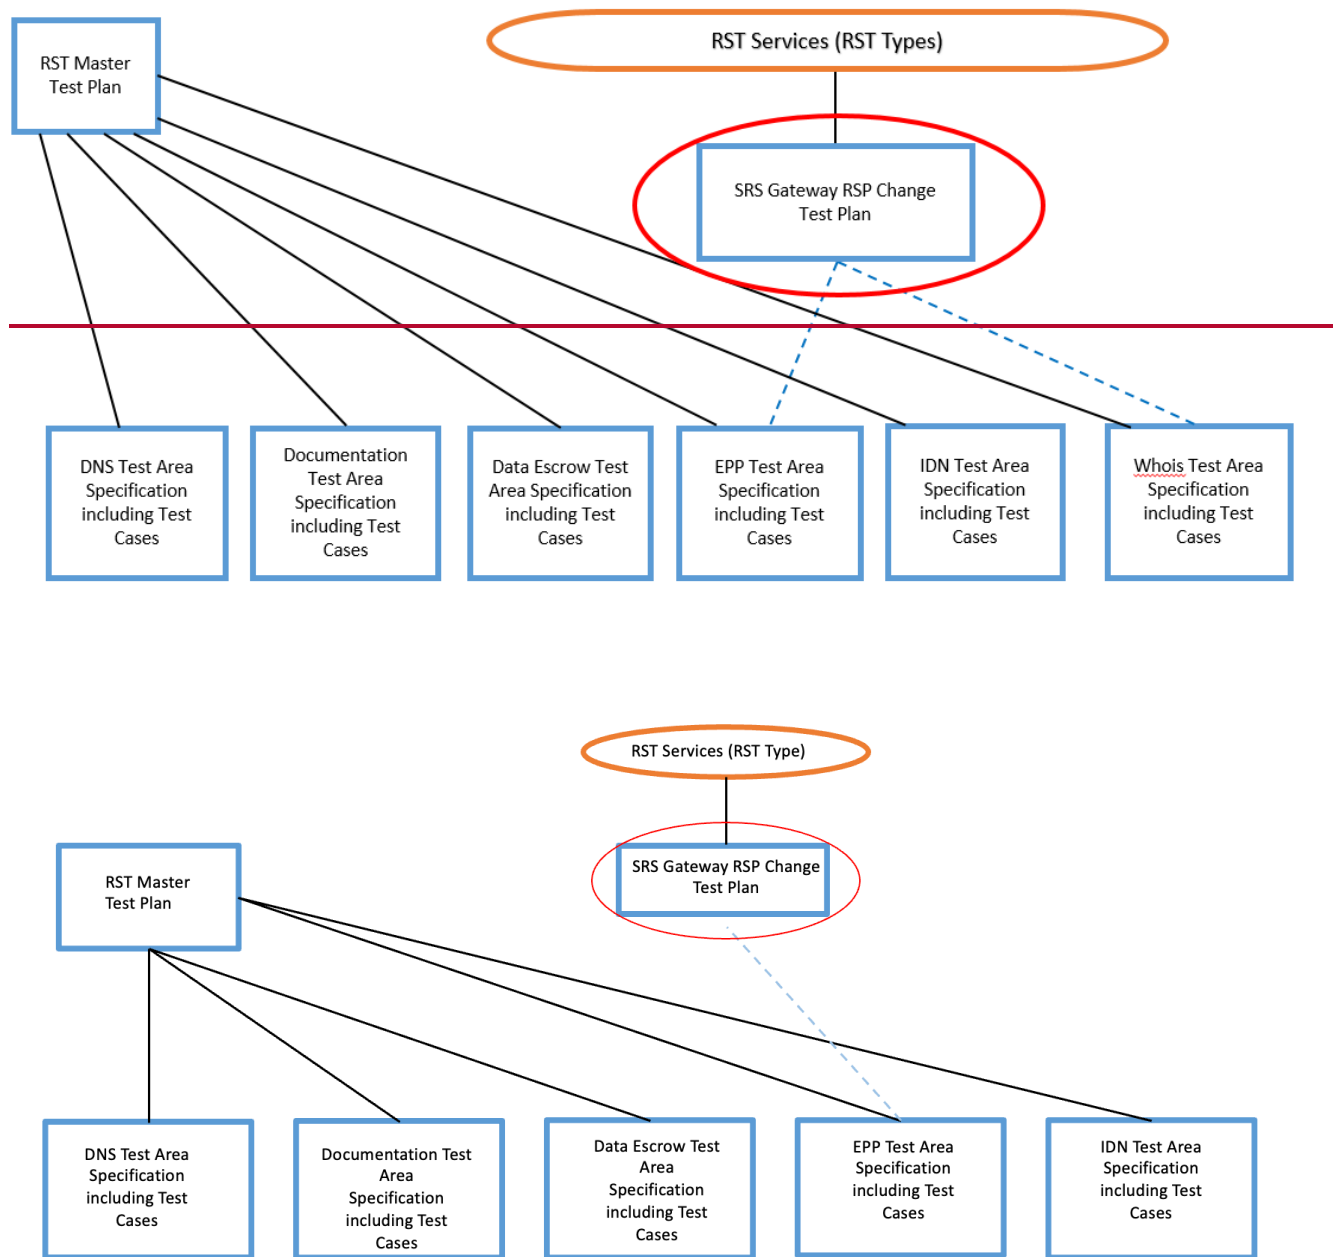 RST Services (RST Types)
RST Master
Test Plan
SRS Gateway RSP Change
Test Plan
DNS Test Area
Specification
including Test
Cases
Documentation
Test Area
Specification
including Test
Cases
Data Escrow Test
Area Specification
including Test
Cases
EPP Test Area
Specification
including Test
Cases
IDN Test Area
Specification
including Test
Cases
Whois Test Area
Specification
including Test
Cases
RST Services (RST Type)
RST Master
Test Plan
SRS Gateway RSP Change
Test Plan
DNS Test Area
Specification
including Test
Cases
Documentation Test
Area
Specification
including Test
Cases
Data Escrow Test
Area
Specification
including Test
Cases
EPP Test Area
Specification
including Test
Cases
IDN Test Area
Specification
including Test
Cases